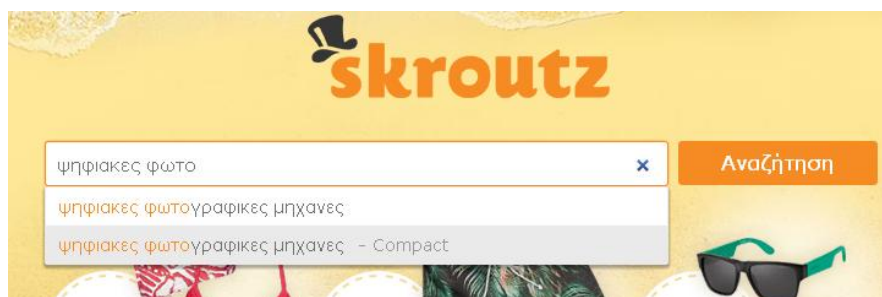 skroutz
ψηφιακες φωτο × Αναζήτηση
ψηφιακες φωτογραφικες μηχανες
ψηφιακες φωτογραφικες μηχανες - Compact